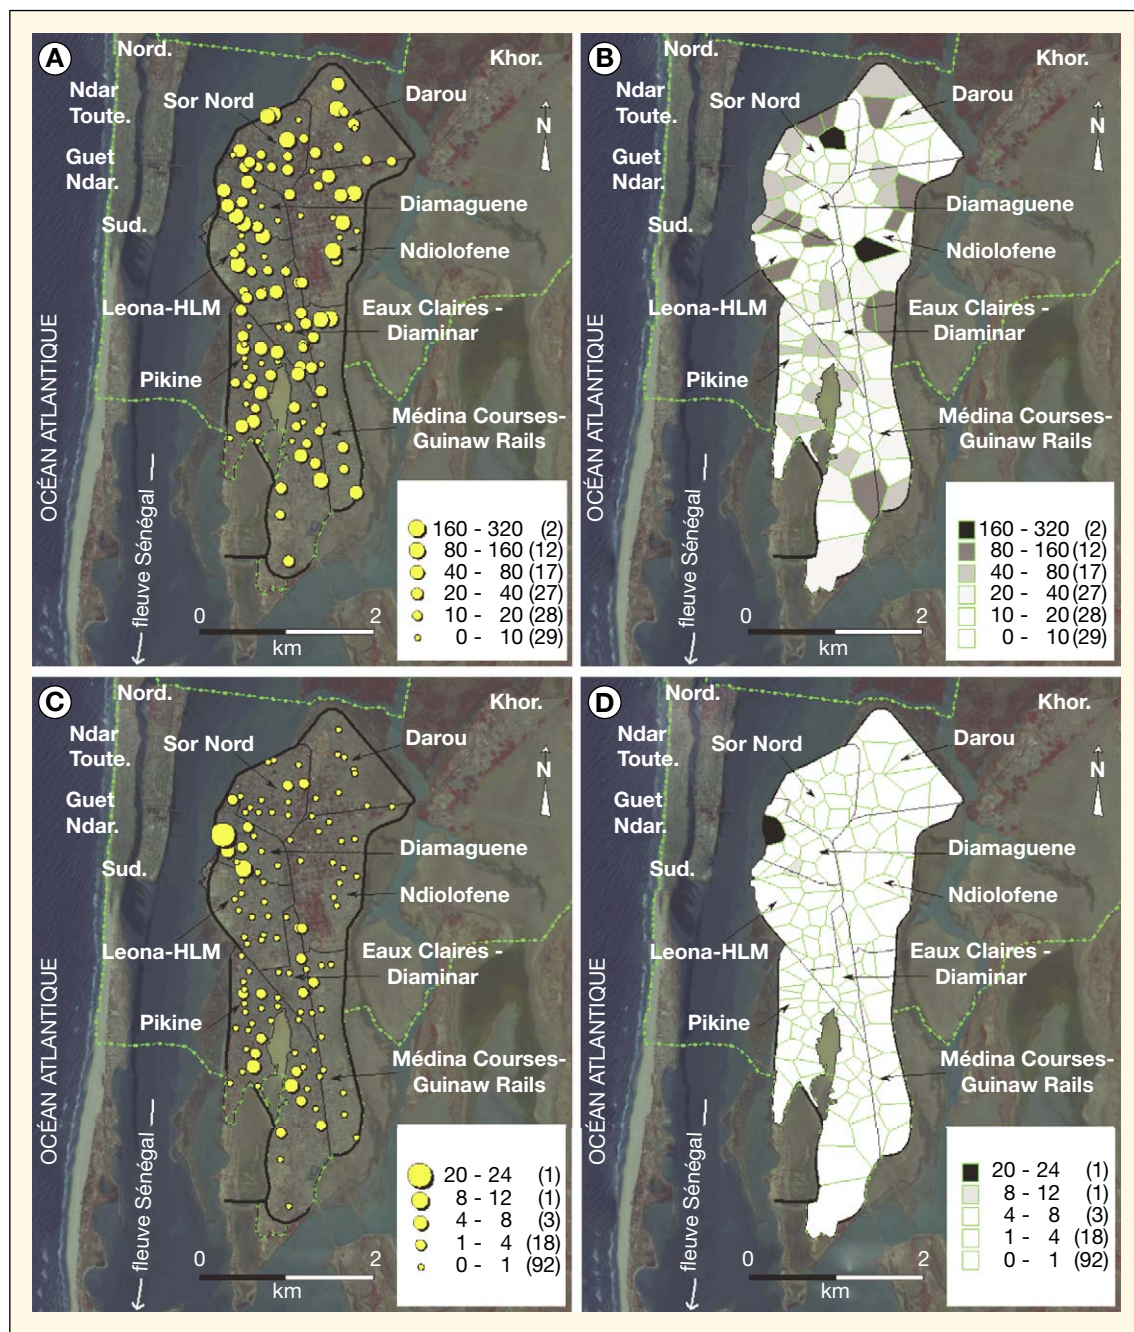 A
Nord.
Khor.
Ndar
Toute.
Sor Nord
Darou
N
Guet
Ndar.
Sud.
Diamaguene
Ndiolofene
Leona-HLM
Eaux Claires -
Diaminar
Pikine
Médina Courses-
Guinaw Rails
OCÉAN ATLANTIQUE
fleuve Sénégal
160 - 320 (2)
80 - 160 (12)
40 - 80 (17)
20 - 40 (27)
10 - 20 (28)
0 - 10 (29)
0 2
km
B
Nord.
Khor.
Ndar
Toute.
Sor Nord
Darou
N
Guet
Ndar.
Sud.
Diamaguene
Ndiolofene
Leona-HLM
Eaux Claires -
Diaminar
Pikine
Médina Courses-
Guinaw Rails
OCÉAN ATLANTIQUE
fleuve Sénégal
160 - 320 (2)
80 - 160 (12)
40 - 80 (17)
20 - 40 (27)
10 - 20 (28)
0 - 10 (29)
0 2
km
C
Nord.
Khor.
Ndar
Toute.
Sor Nord
Darou
N
Guet
Ndar.
Sud.
Diamaguene
Ndiolofene
Leona-HLM
Eaux Claires -
Diaminar
Pikine
Médina Courses-
Guinaw Rails
OCÉAN ATLANTIQUE
fleuve Sénégal
20 - 24 (1)
8 - 12 (1)
4 - 8 (3)
1 - 4 (18)
0 - 1 (92)
0 2
km
D
Nord.
Khor.
Ndar
Toute.
Sor Nord
Darou
N
Guet
Ndar.
Sud.
Diamaguene
Ndiolofene
Leona-HLM
Eaux Claires -
Diaminar
Pikine
Médina Courses-
Guinaw Rails
OCÉAN ATLANTIQUE
fleuve Sénégal
20 - 24 (1)
8 - 12 (1)
4 - 8 (3)
1 - 4 (18)
0 - 1 (92)
0 2
km